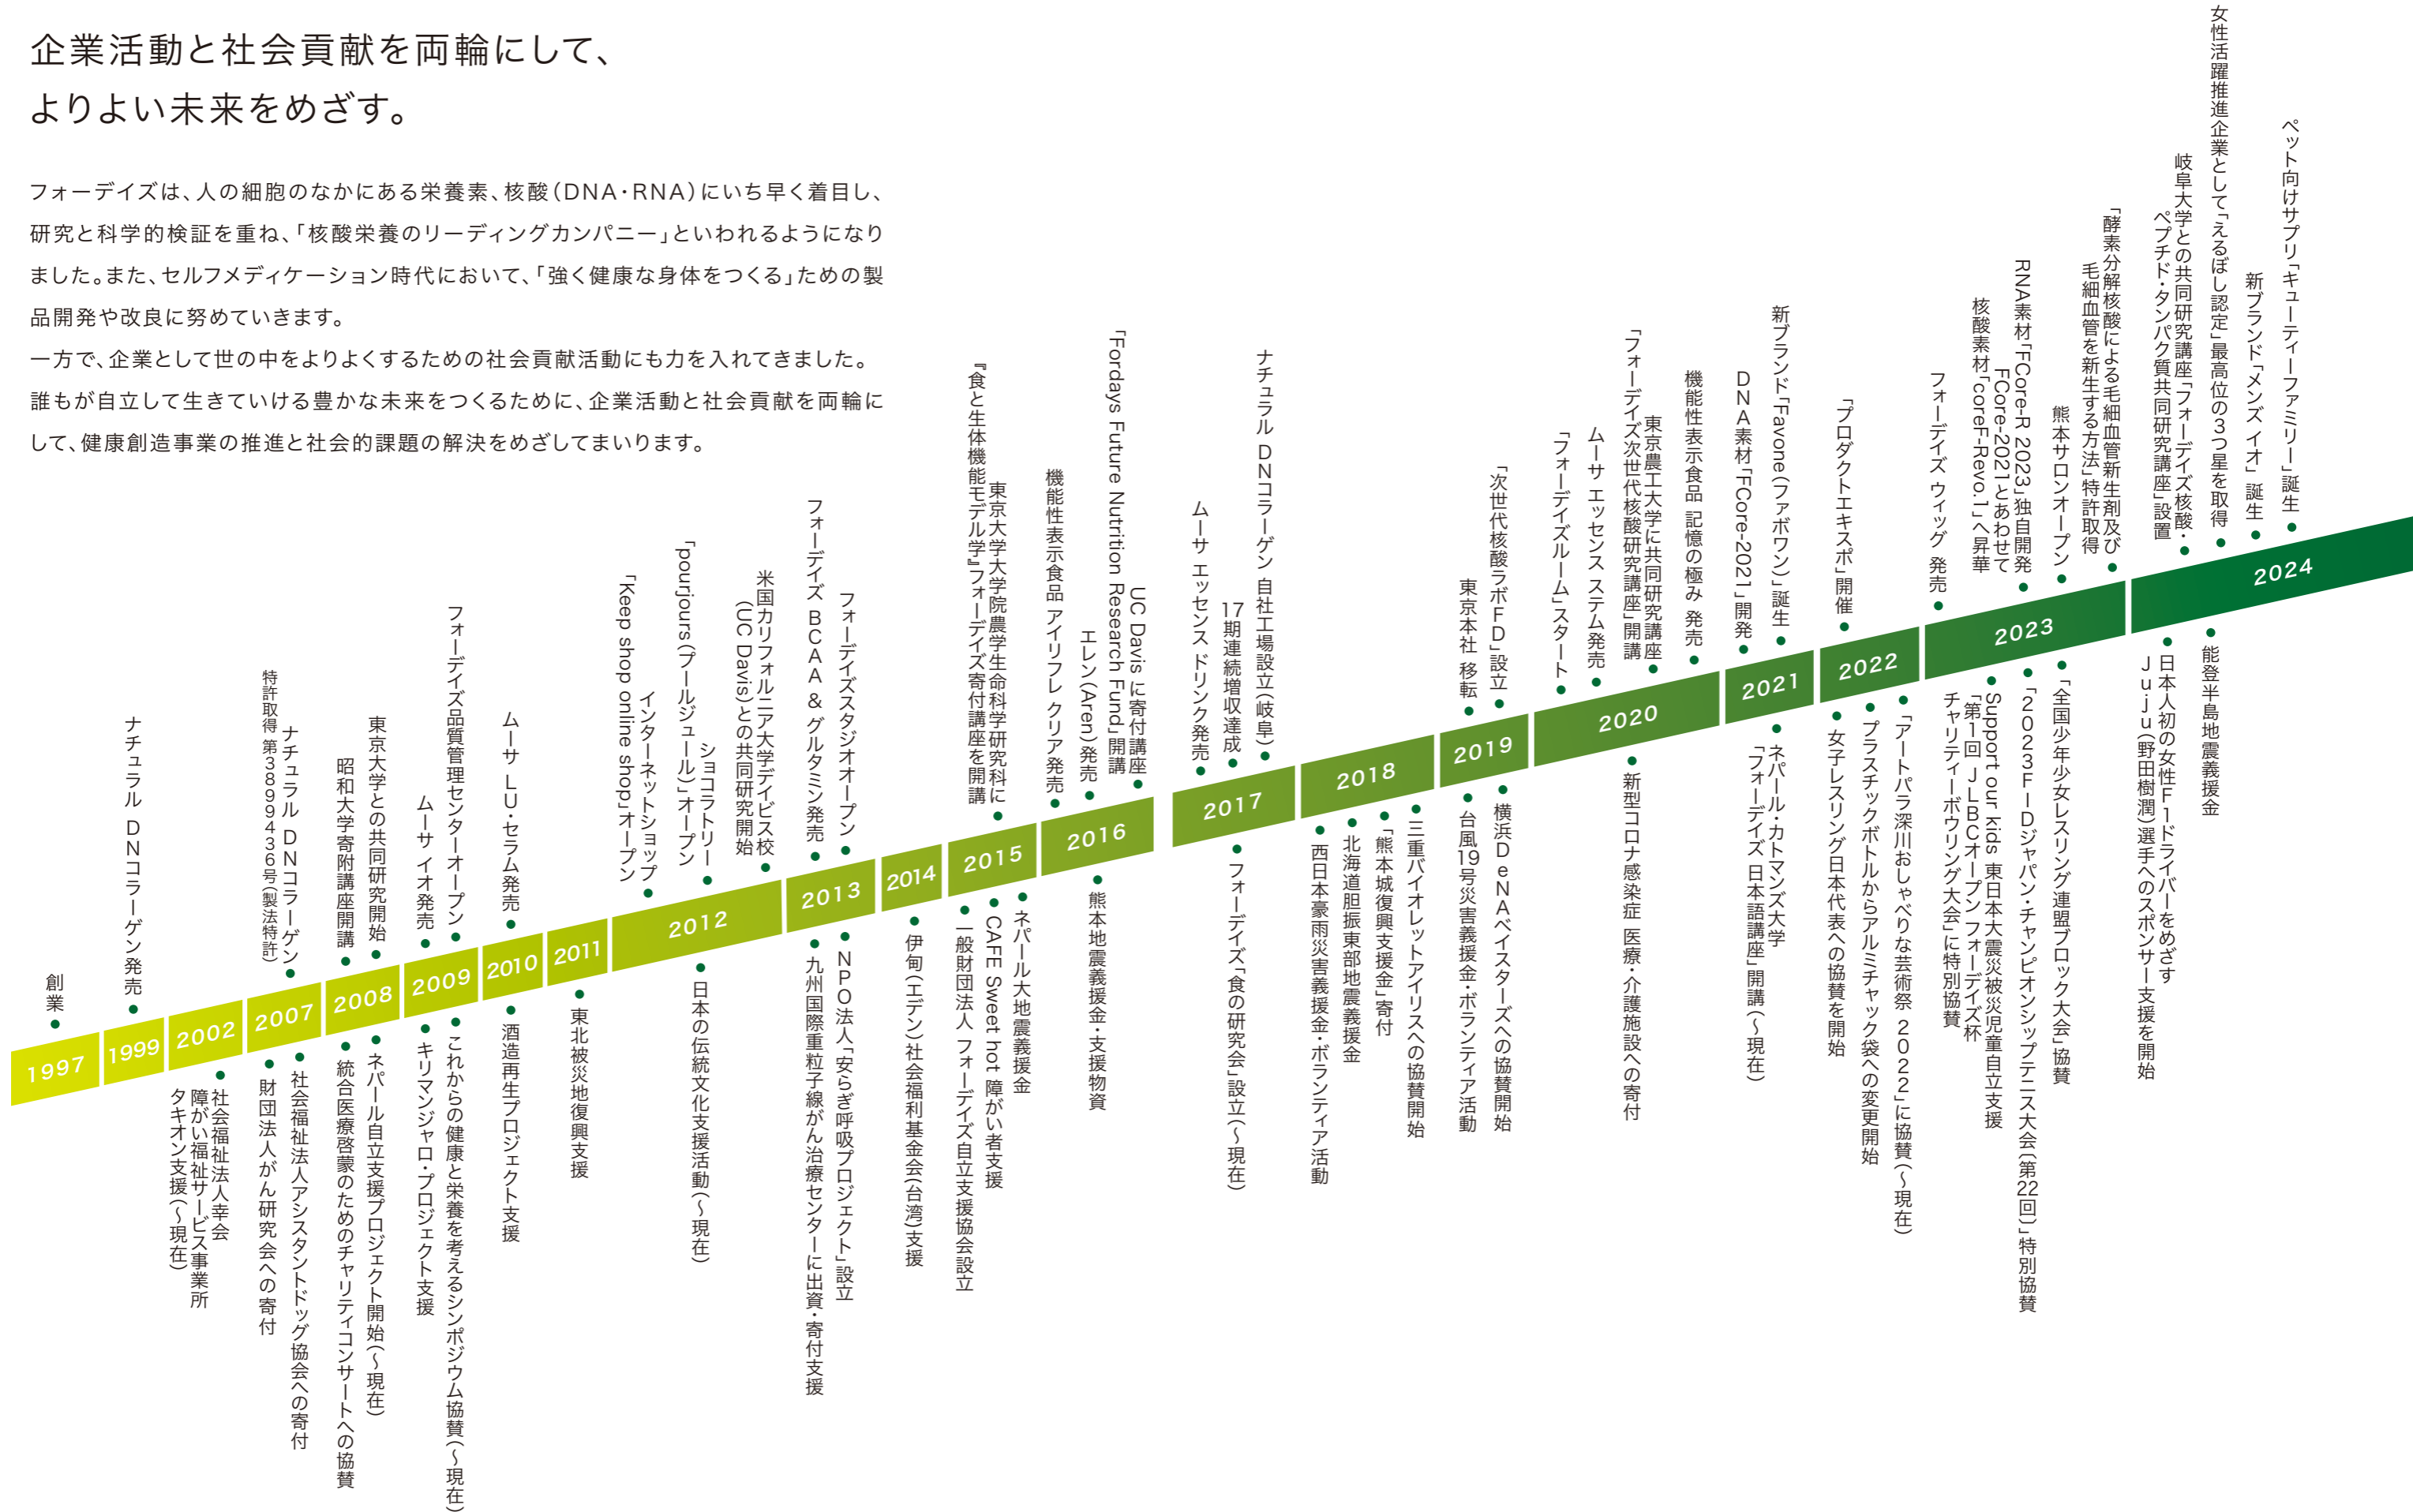 企業活動と社会貢献を両輪にして、
よりよい未来をめざす。
フォーデイズは、人の細胞のなかにある栄養素、核酸（DNA・RNA）にいち早く着目し、
研究と科学的検証を重ね、「核酸栄養のリーディングカンパニー」といわれるようになり
ました。また、セルフメディケーション時代において、「強く健康な身体をつくる」ための製
品開発や改良に努めていきます。
一方で、企業として世の中をよりよくするための社会貢献活動にも力を入れてきました。
誰もが自立して生きていける豊かな未来をつくるために、企業活動と社会貢献を両輪に
して、健康創造事業の推進と社会的課題の解決をめざしてまいります。
1997
創業
1999
ナチュラル DNコラーゲン発売
2002
社会福祉法人幸会
障がい福祉サービス事業所
タキオン支援（〜現在）
2007
ナチュラル DNコラーゲン
特許取得 第3899436号（製法特許）
財団法人がん研究会への寄付
社会福祉法人アシスタントドッグ協会への寄付
2008
昭和大学寄附講座開講
東京大学との共同研究開始
統合医療啓蒙のためのチャリティコンサートへの協賛
ネパール自立支援プロジェクト開始（〜現在）
2009
ムーサ イオ発売
フォーデイズ品質管理センターオープン
キリマンジャロ・プロジェクト支援
これからの健康と栄養を考えるシンポジウム協賛（〜現在）
2010
ムーサ LU・セラム発売
酒造再生プロジェクト支援
2011
東北被災地復興支援
2012
インターネットショップ
「Keep shop online shop」オープン
ショコラトリー
「pourjours（プールジュール）」オープン
米国カリフォルニア大学デイビス校
（UC Davis）との共同研究開始
日本の伝統文化支援活動（〜現在）
2013
フォーデイズ BCAA & グルタミン発売
フォーデイズスタジオオープン
九州国際重粒子線がん治療センターに出資・寄付支援
NPO法人「安らぎ呼吸プロジェクト」設立
2014
伊甸（エデン）社会福利基金会（台湾）支援
2015
東京大学大学院農学生命科学研究科に
『食と生体機能モデル学』フォーデイズ寄付講座を開講
一般財団法人 フォーデイズ自立支援協会設立
CAFE Sweet hot 障がい者支援
ネパール大地震義援金
2016
機能性表示食品 アイリフレ クリア発売
エレン（Aren）発売
UC Davis に寄付講座
「Fordays Future Nutrition Research Fund」開講
熊本地震義援金・支援物資
2017
ムーサ エッセンス ドリンク発売
17期連続増収達成
ナチュラル DNコラーゲン 自社工場設立（岐阜）
フォーデイズ「食の研究会」設立（〜現在）
2018
西日本豪雨災害義援金・ボランティア活動
北海道胆振東部地震義援金
「熊本城復興支援金」寄付
三重バイオレットアイリスへの協賛開始
2019
東京本社 移転
「次世代核酸ラボFD」設立
台風19号災害義援金・ボランティア活動
横浜DeNAベイスターズへの協賛開始
2020
「フォーデイズルーム」スタート
ムーサ エッセンス ステム発売
東京農工大学に共同研究講座
「フォーデイズ次世代核酸研究講座」開講
機能性表示食品 記憶の極み 発売
新型コロナ感染症 医療・介護施設への寄付
2021
DNA素材「FCore-2021」開発
新ブランド「Favone（ファボワン）」誕生
ネパール・カトマンズ大学
「フォーデイズ 日本語講座」開講（〜現在）
2022
「プロダクトエキスポ」開催
女子レスリング日本代表への協賛を開始
プラスチックボトルからアルミチャック袋への変更開始
「アートパラ深川おしゃべりな芸術祭 2022」に協賛（〜現在）
2023
フォーデイズ ウィッグ 発売
RNA素材「FCore-R 2023」独自開発
FCore-2021とあわせて
核酸素材「coreF-Revo.1」へ昇華
熊本サロンオープン
「酵素分解核酸による毛細血管新生剤及び
毛細血管を新生する方法」特許取得
Support our kids 東日本大震災被災児童自立支援
「第1回 JLBCオープン フォーデイズ杯
チャリティーボウリング大会」に特別協賛
「2023FIDジャパン・チャンピオンシップテニス大会（第22回）」特別協賛
「全国少年少女レスリング連盟ブロック大会」協賛
2024
岐阜大学との共同研究講座「フォーデイズ核酸・
ペプチド・タンパク質共同研究講座」設置
女性活躍推進企業として「えるぼし認定」最高位の3つ星を取得
新ブランド「メンズ イオ」 誕生
ペット向けサプリ「キューティーファミリー」誕生
日本人初の女性F1ドライバーをめざす
Juju（野田樹潤）選手へのスポンサー支援を開始
能登半島地震義援金